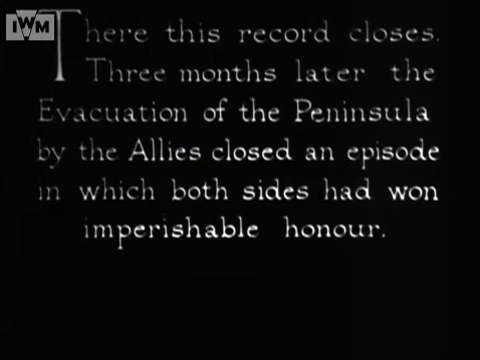 IWM
There this record closes.
Three months later the
Evacuation of the Peninsula
by the Allies closed an episode
in which both sides had won
imperishable honour.